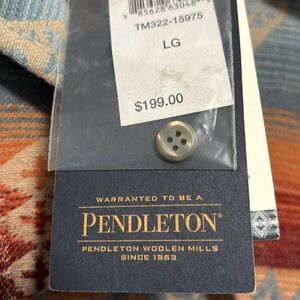 TM322-15975
LG
$199.00
WARRANTED TO BE A
PENDLETON®
PENDLETON WOOLEN MILLS
SINCE 1863